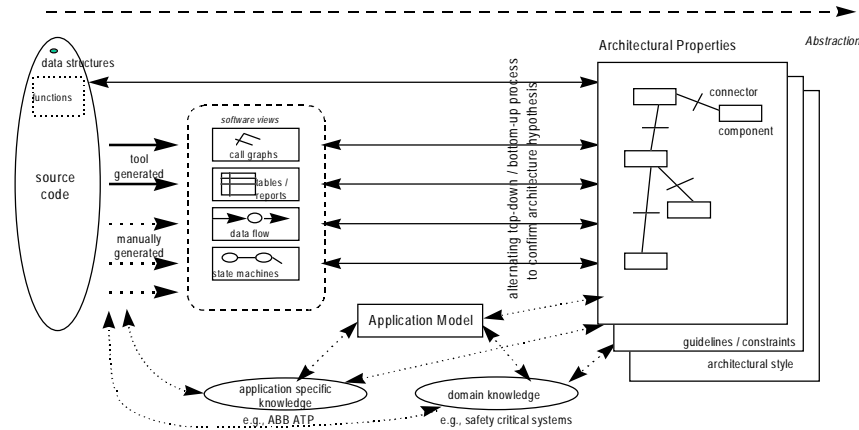 Abstraction
Architectural Properties
data structures
functions
connector
component
software views
call graphs
tool
generated
tables /
reports
source
code
data flow
manually
generated
state machines
alternating top-down / bottom-up process
to confirm architecture hypothesis
Application Model
guidelines / constraints
architectural style
application specific
knowledge
domain knowledge
e.g., ABB ATP
e.g., safety critical systems